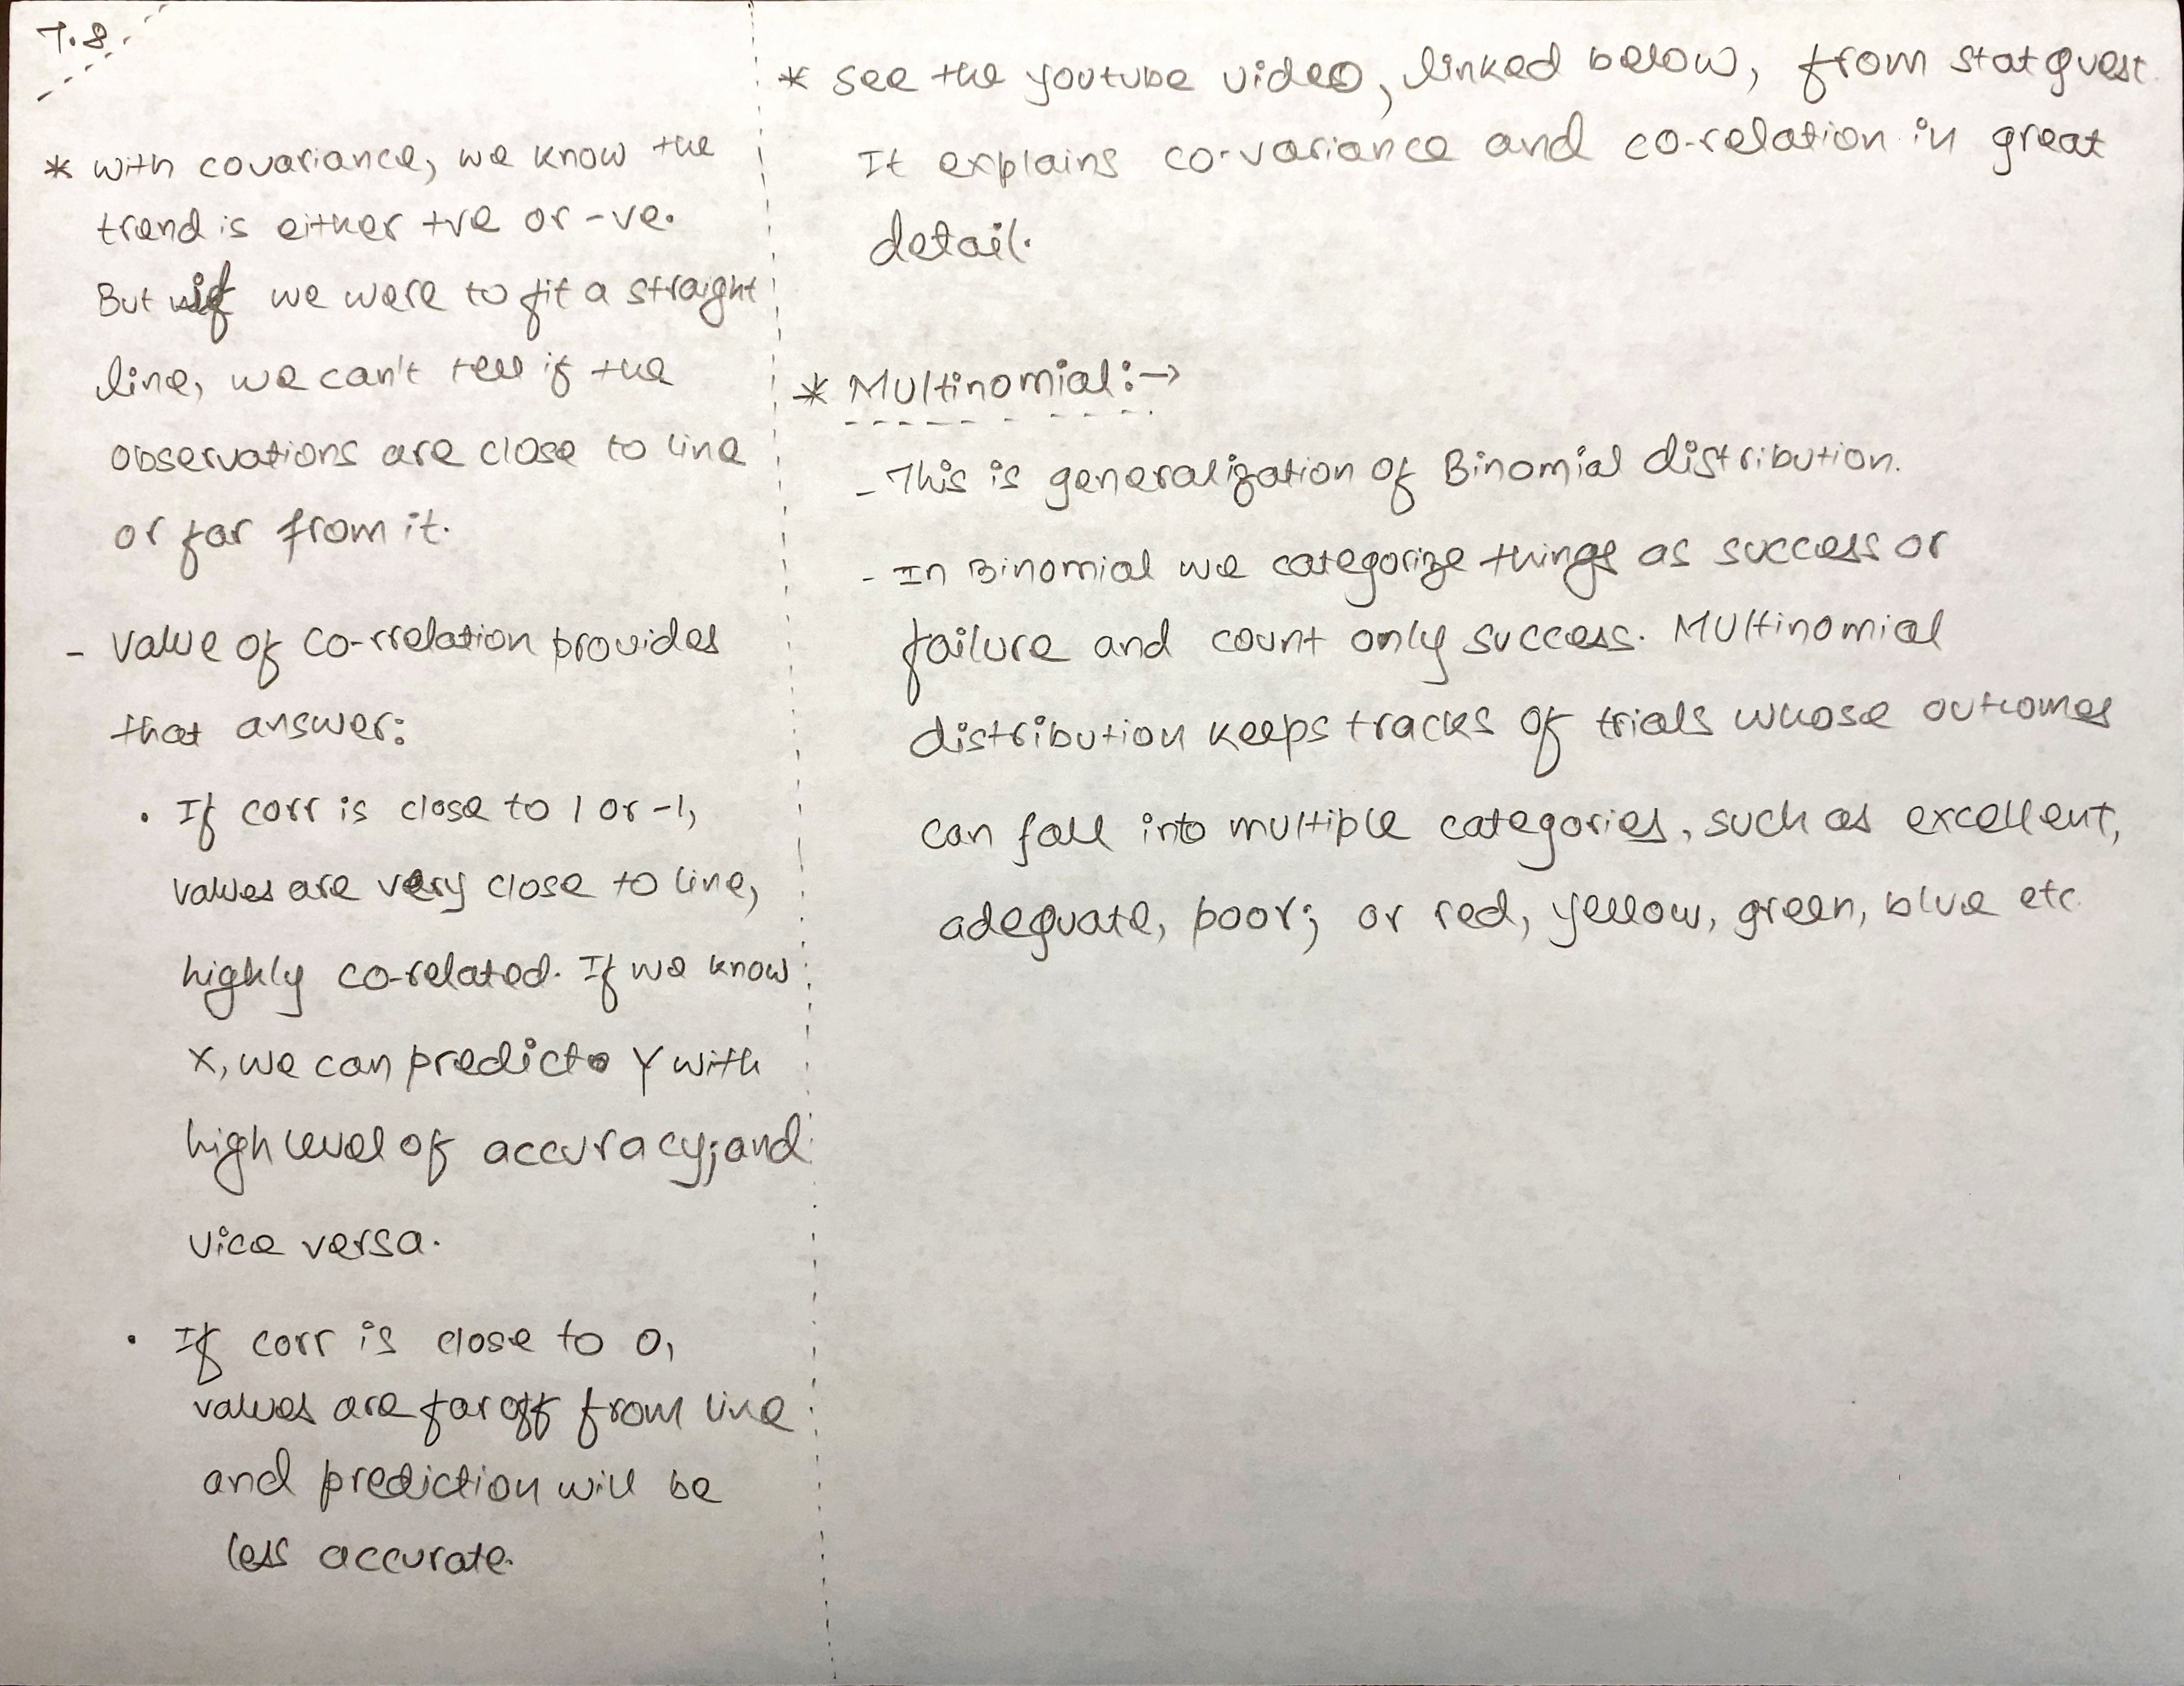 7.8.
* with covariance, we know the
trend is either +ve or -ve.
But if we were to fit a straight
line, we can't tell if the
observations are close to line
or far from it.
- value of co-rrelation provides
that answer:
• If corr is close to 1 or -1,
values are very close to line,
highly co-related. If we know
X, we can predict Y with
high level of accuracy; and
vice versa.
• If corr is close to 0,
values are far off from line
and prediction will be
less accurate.
* see the youtube video, linked below, from statquest.
It explains co-variance and co-relation in great
detail.
* Multinomial:→
- This is generalization of Binomial distribution.
- In Binomial we categorize things as success or
failure and count only success. Multinomial
distribution keeps tracks of trials whose outcomes
can fall into multiple categories, such as excellent,
adequate, poor; or red, yellow, green, blue etc.